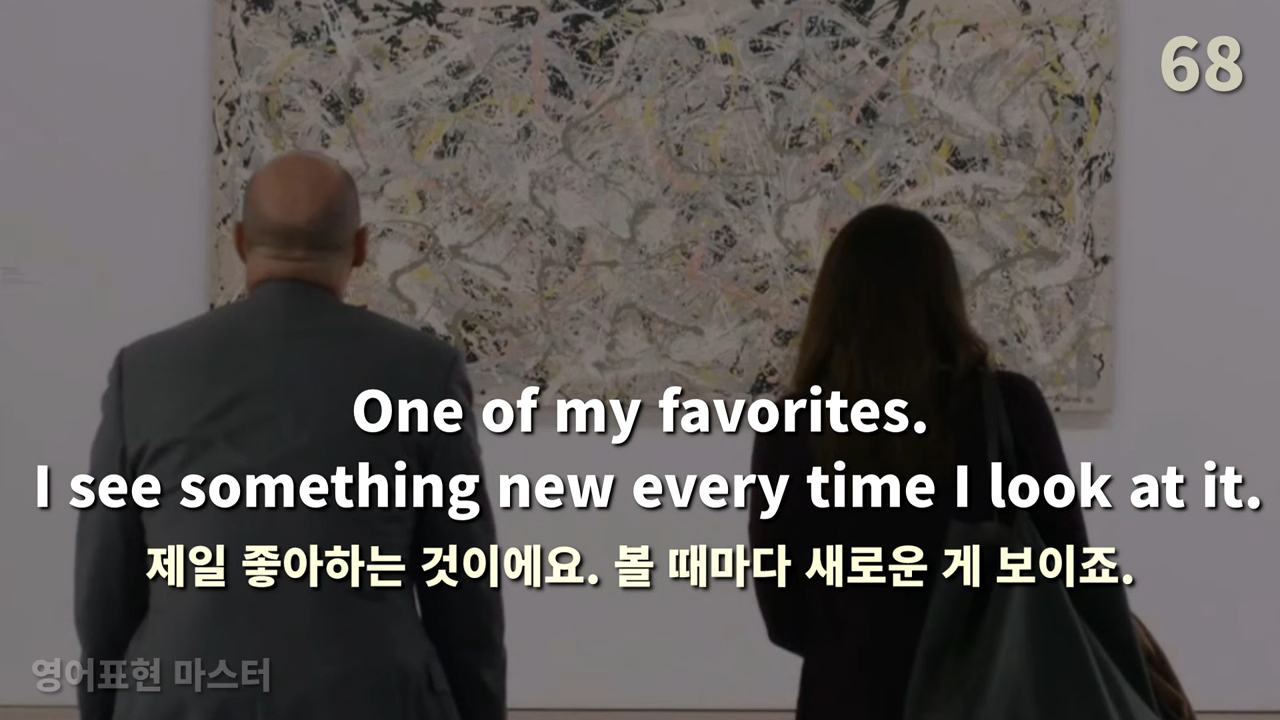 68
One of my favorites.
I see something new every time I look at it.
제일 좋아하는 것이에요. 볼 때마다 새로운 게 보이죠.
영어표현 마스터